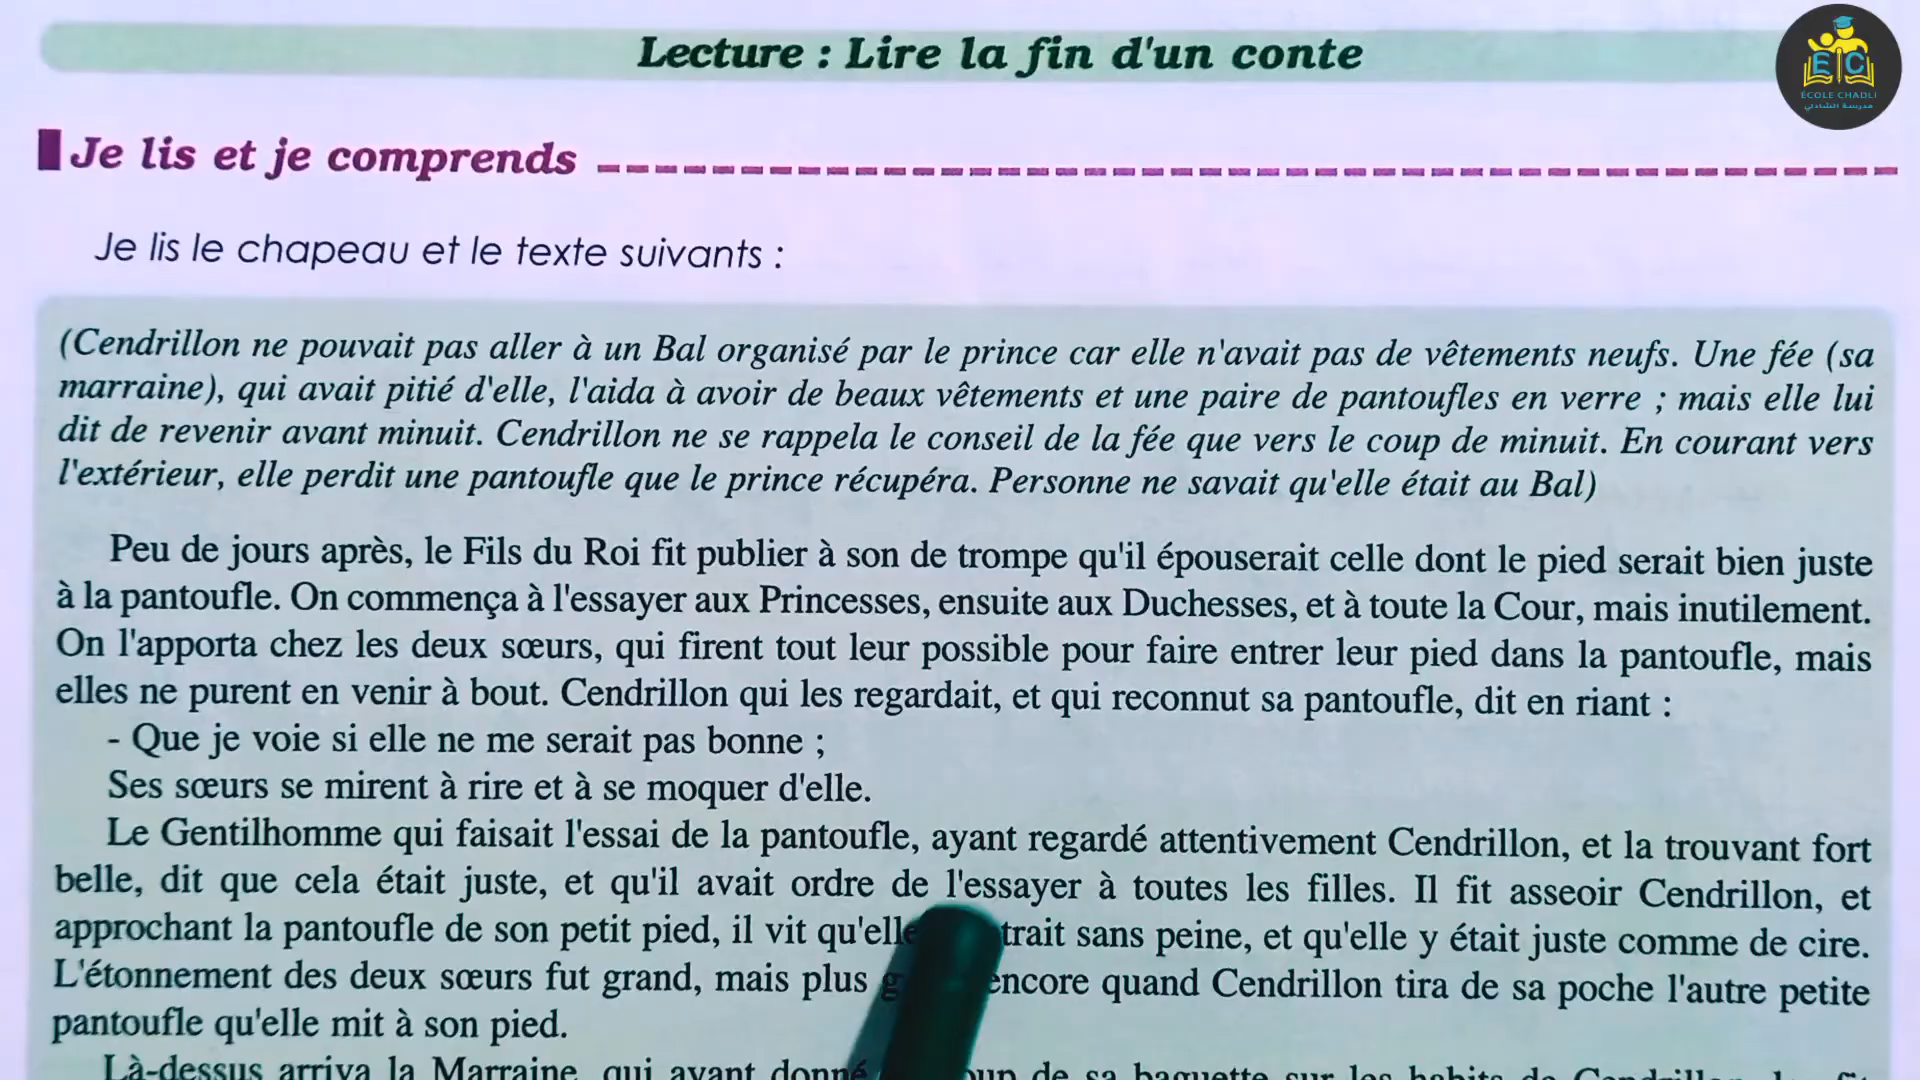 Lecture : Lire la fin d'un conte
ÉCOLE CHADLI
مدرسة الشاذلي
Je lis et je comprends
Je lis le chapeau et le texte suivants :
(Cendrillon ne pouvait pas aller à un Bal organisé par le prince car elle n'avait pas de vêtements neufs. Une fée (sa
marraine), qui avait pitié d'elle, l'aida à avoir de beaux vêtements et une paire de pantoufles en verre ; mais elle lui
dit de revenir avant minuit. Cendrillon ne se rappela le conseil de la fée que vers le coup de minuit. En courant vers
l'extérieur, elle perdit une pantoufle que le prince récupéra. Personne ne savait qu'elle était au Bal)
Peu de jours après, le Fils du Roi fit publier à son de trompe qu'il épouserait celle dont le pied serait bien juste
à la pantoufle. On commença à l'essayer aux Princesses, ensuite aux Duchesses, et à toute la Cour, mais inutilement.
On l'apporta chez les deux sœurs, qui firent tout leur possible pour faire entrer leur pied dans la pantoufle, mais
elles ne purent en venir à bout. Cendrillon qui les regardait, et qui reconnut sa pantoufle, dit en riant :
- Que je voie si elle ne me serait pas bonne ;
Ses sœurs se mirent à rire et à se moquer d'elle.
Le Gentilhomme qui faisait l'essai de la pantoufle, ayant regardé attentivement Cendrillon, et la trouvant fort
belle, dit que cela était juste, et qu'il avait ordre de l'essayer à toutes les filles. Il fit asseoir Cendrillon, et
approchant la pantoufle de son petit pied, il vit qu'elle trait sans peine, et qu'elle y était juste comme de cire.
L'étonnement des deux sœurs fut grand, mais plus encore quand Cendrillon tira de sa poche l'autre petite
pantoufle qu'elle mit à son pied.
Là-dessus arriva la Marraine, qui ayant donné de sa baguette sur les habits de Cendrillon